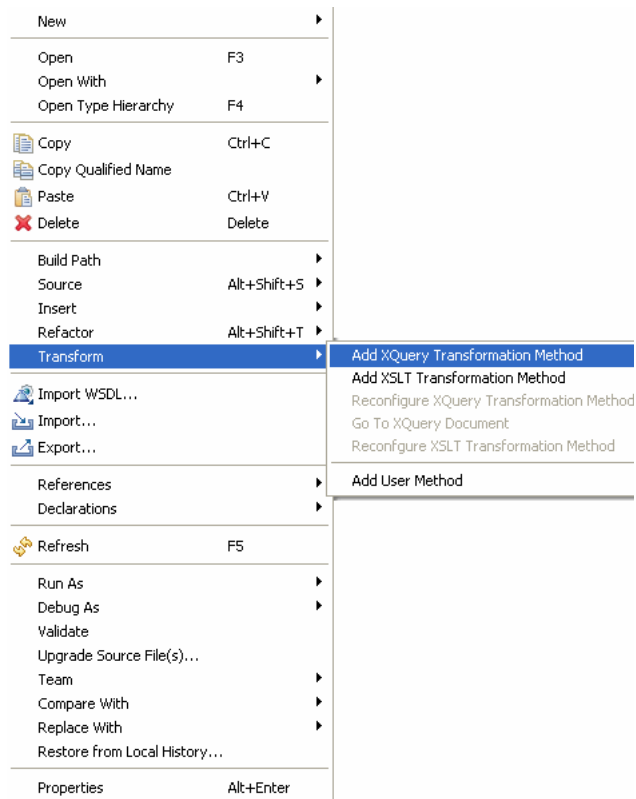 New
Open F3
Open With
Open Type Hierarchy F4
Copy Ctrl+C
Copy Qualified Name
Paste Ctrl+V
Delete Delete
Build Path
Source Alt+Shift+S
Insert
Refactor Alt+Shift+T
Transform
Add XQuery Transformation Method
Add XSLT Transformation Method
Reconfigure XQuery Transformation Method
Go To XQuery Document
Reconfgure XSLT Transformation Method
Add User Method
Import WSDL...
Import...
Export...
References
Declarations
Refresh F5
Run As
Debug As
Validate
Upgrade Source File(s)...
Team
Compare With
Replace With
Restore from Local History...
Properties Alt+Enter